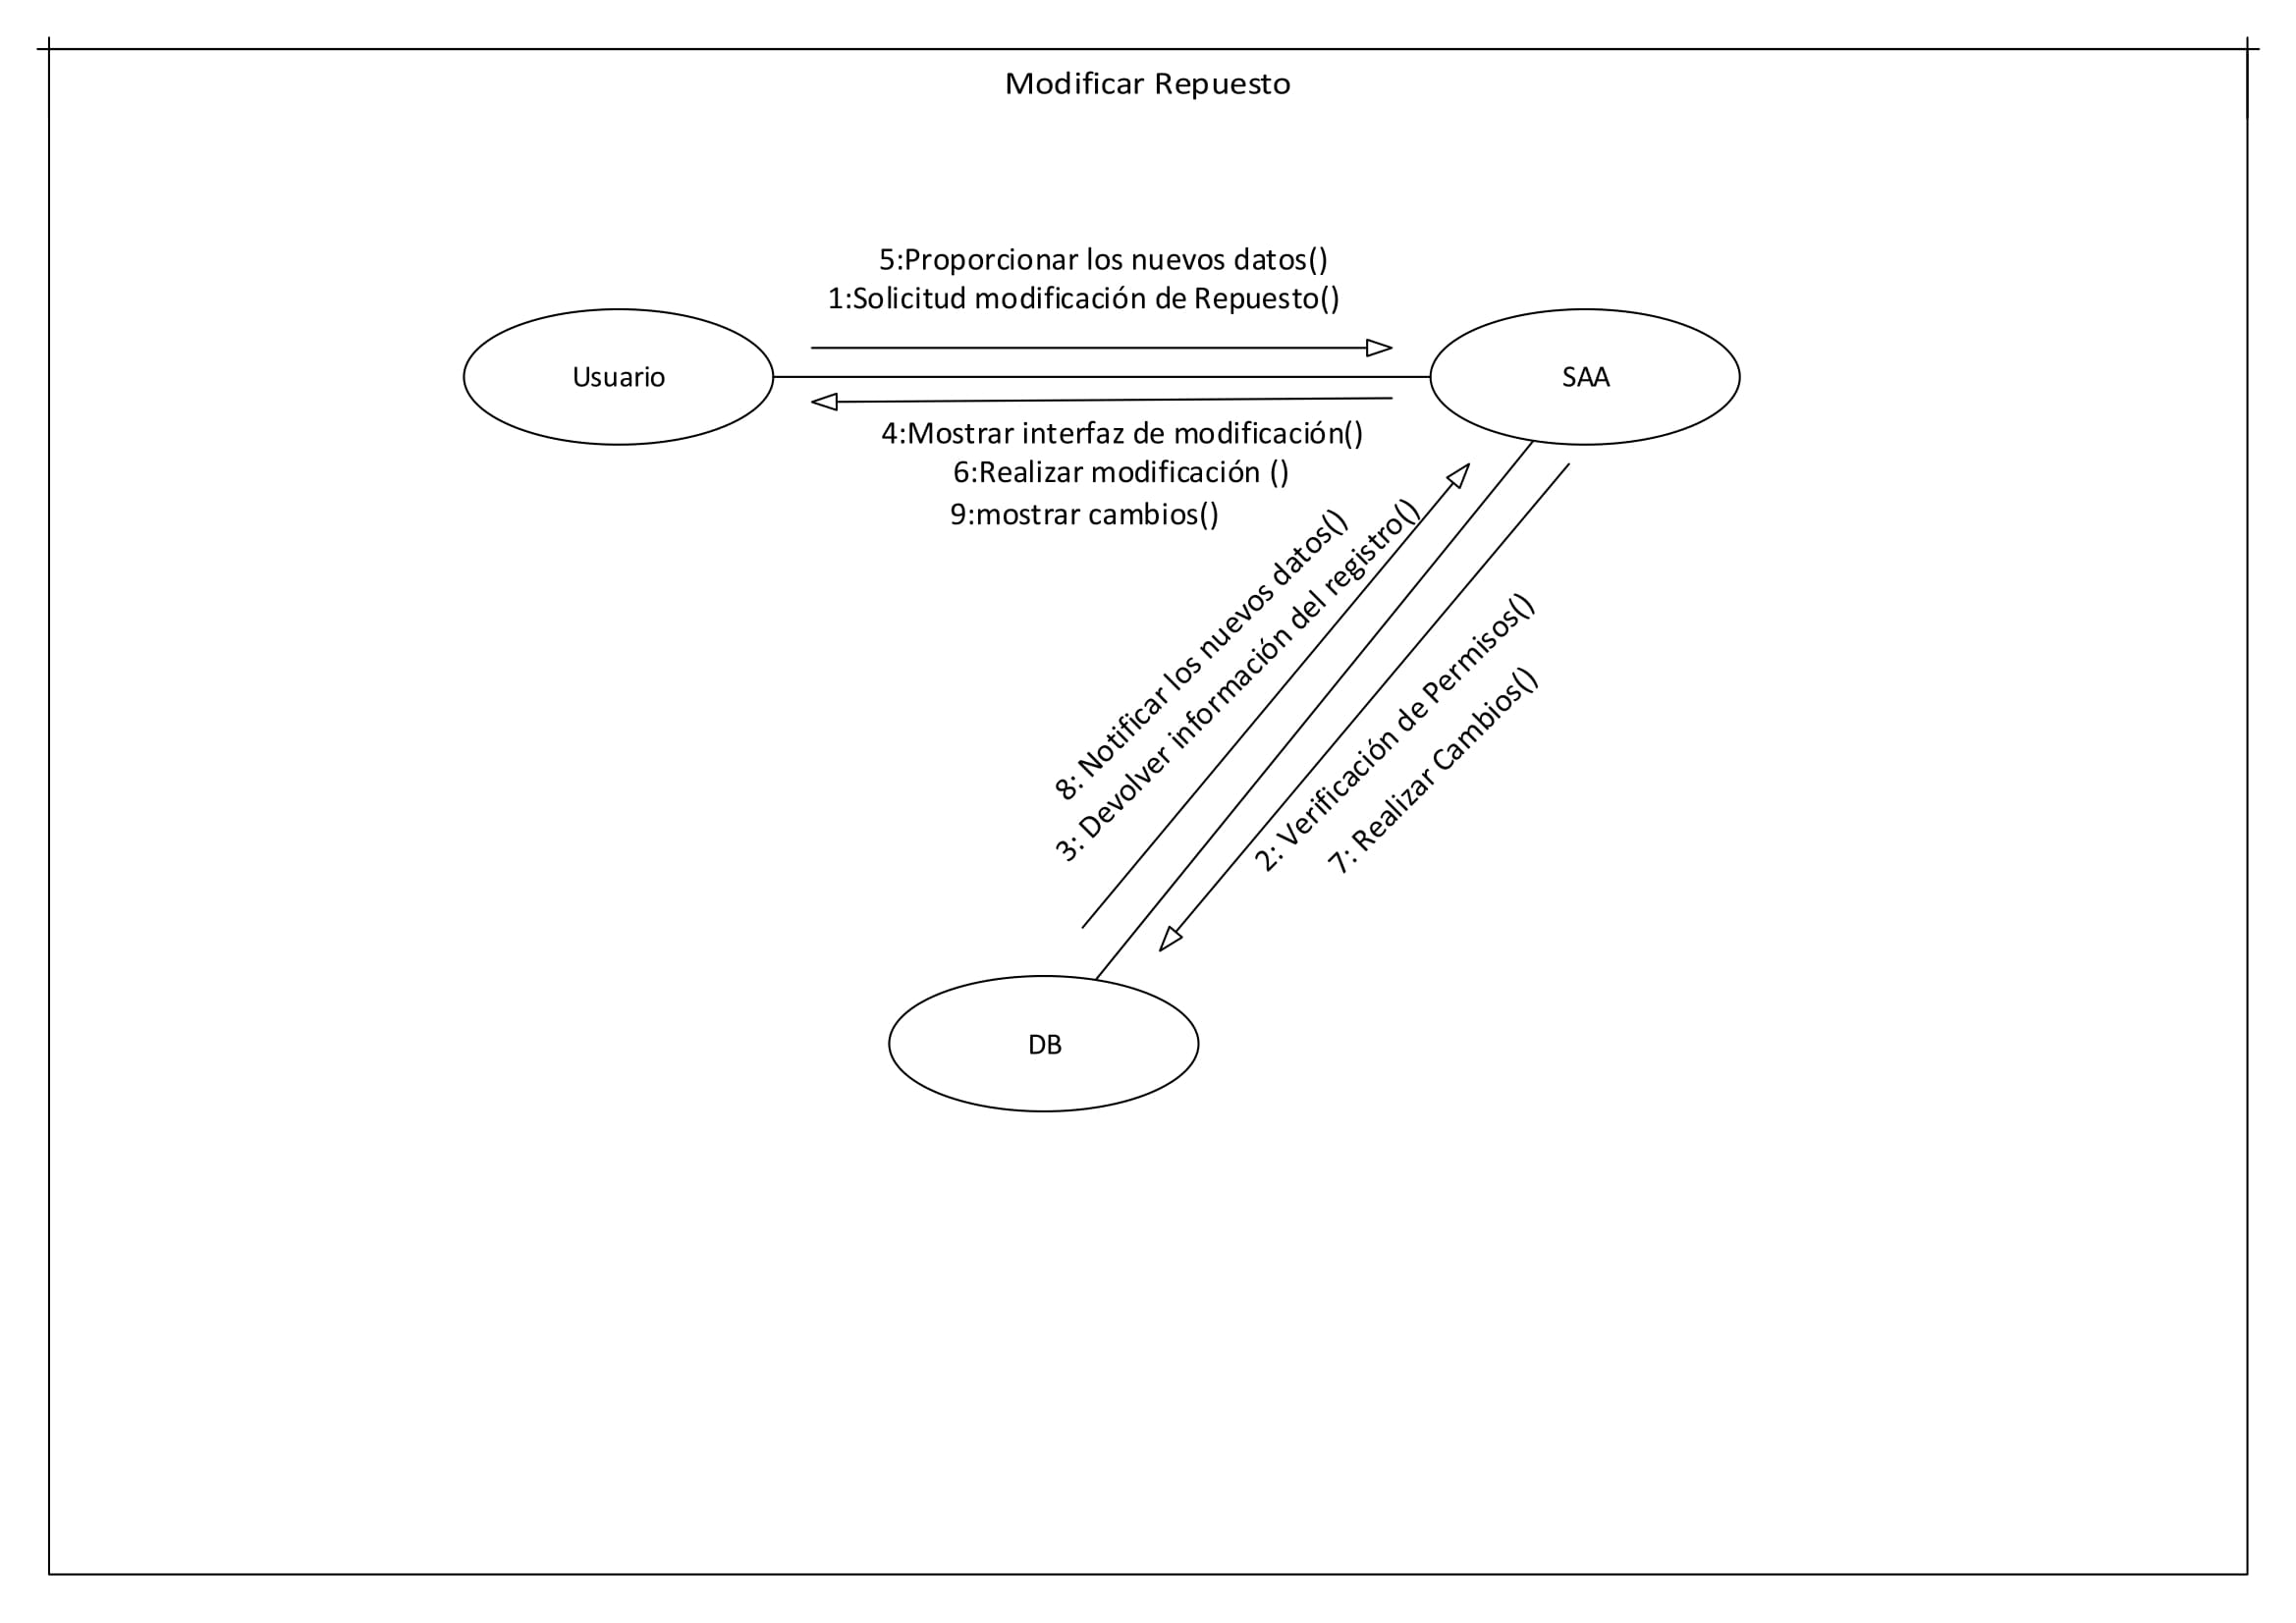 Modificar Repuesto
5:Proporcionar los nuevos datos()
1:Solicitud modificación de Repuesto()
Usuario
SAA
4:Mostrar interfaz de modificación()
6:Realizar modificación ()
9:mostrar cambios()
8: Notificar los nuevos datos()
3: Devolver información del registro()
2: Verificación de Permisos()
7: Realizar Cambios()
DB